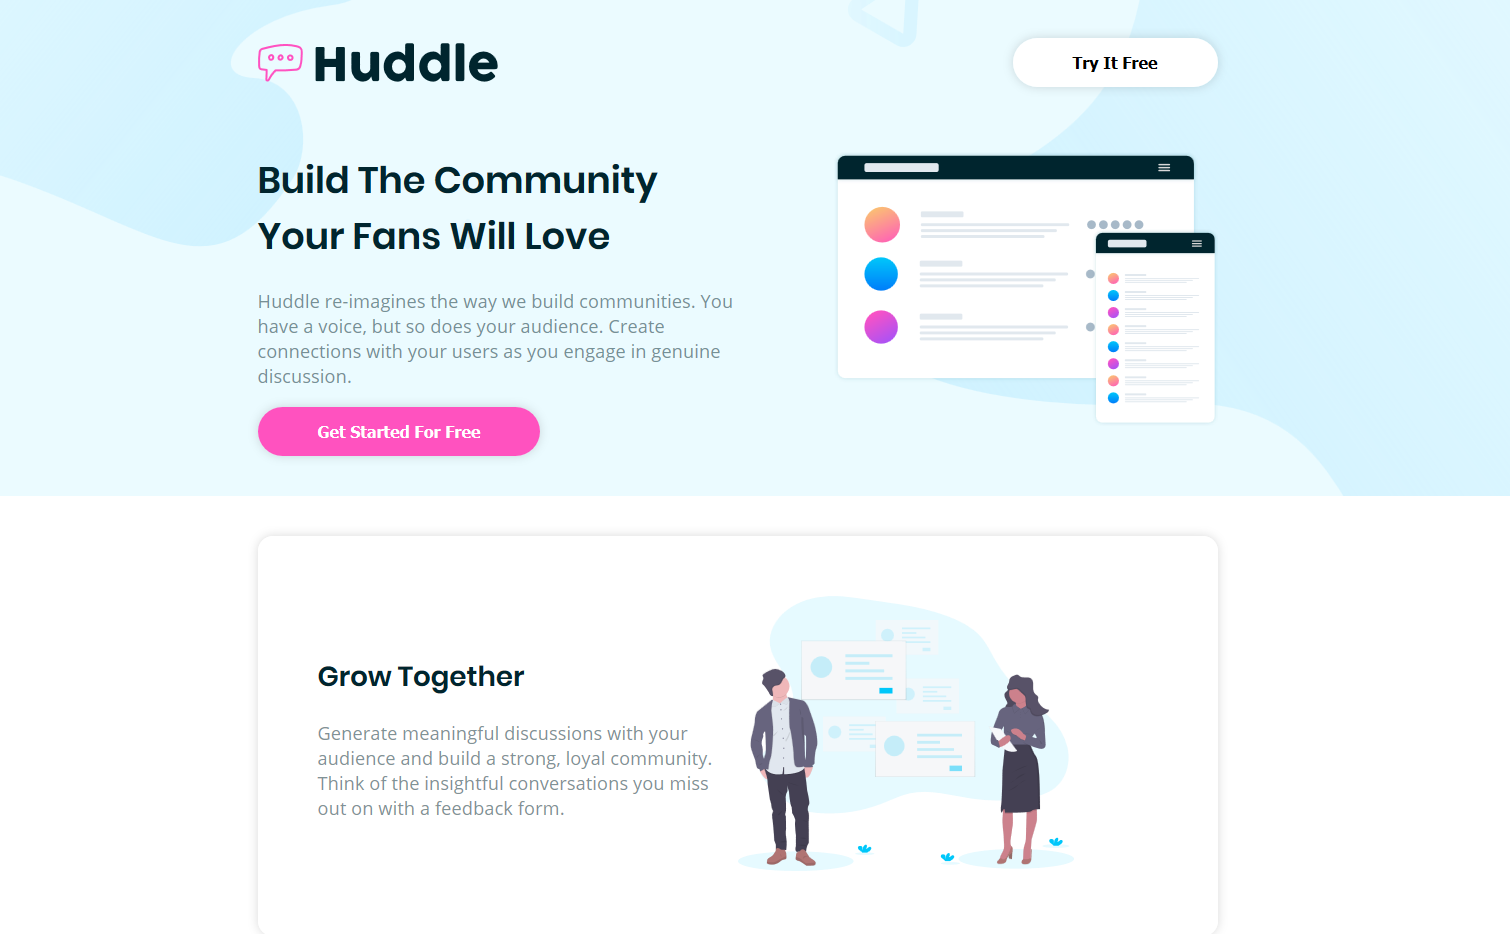 Huddle
Try It Free
Build The Community
Your Fans Will Love
Huddle re-imagines the way we build communities. You
have a voice, but so does your audience. Create
connections with your users as you engage in genuine
discussion.
Get Started For Free
Grow Together
Generate meaningful discussions with your
audience and build a strong, loyal community.
Think of the insightful conversations you miss
out on with a feedback form.